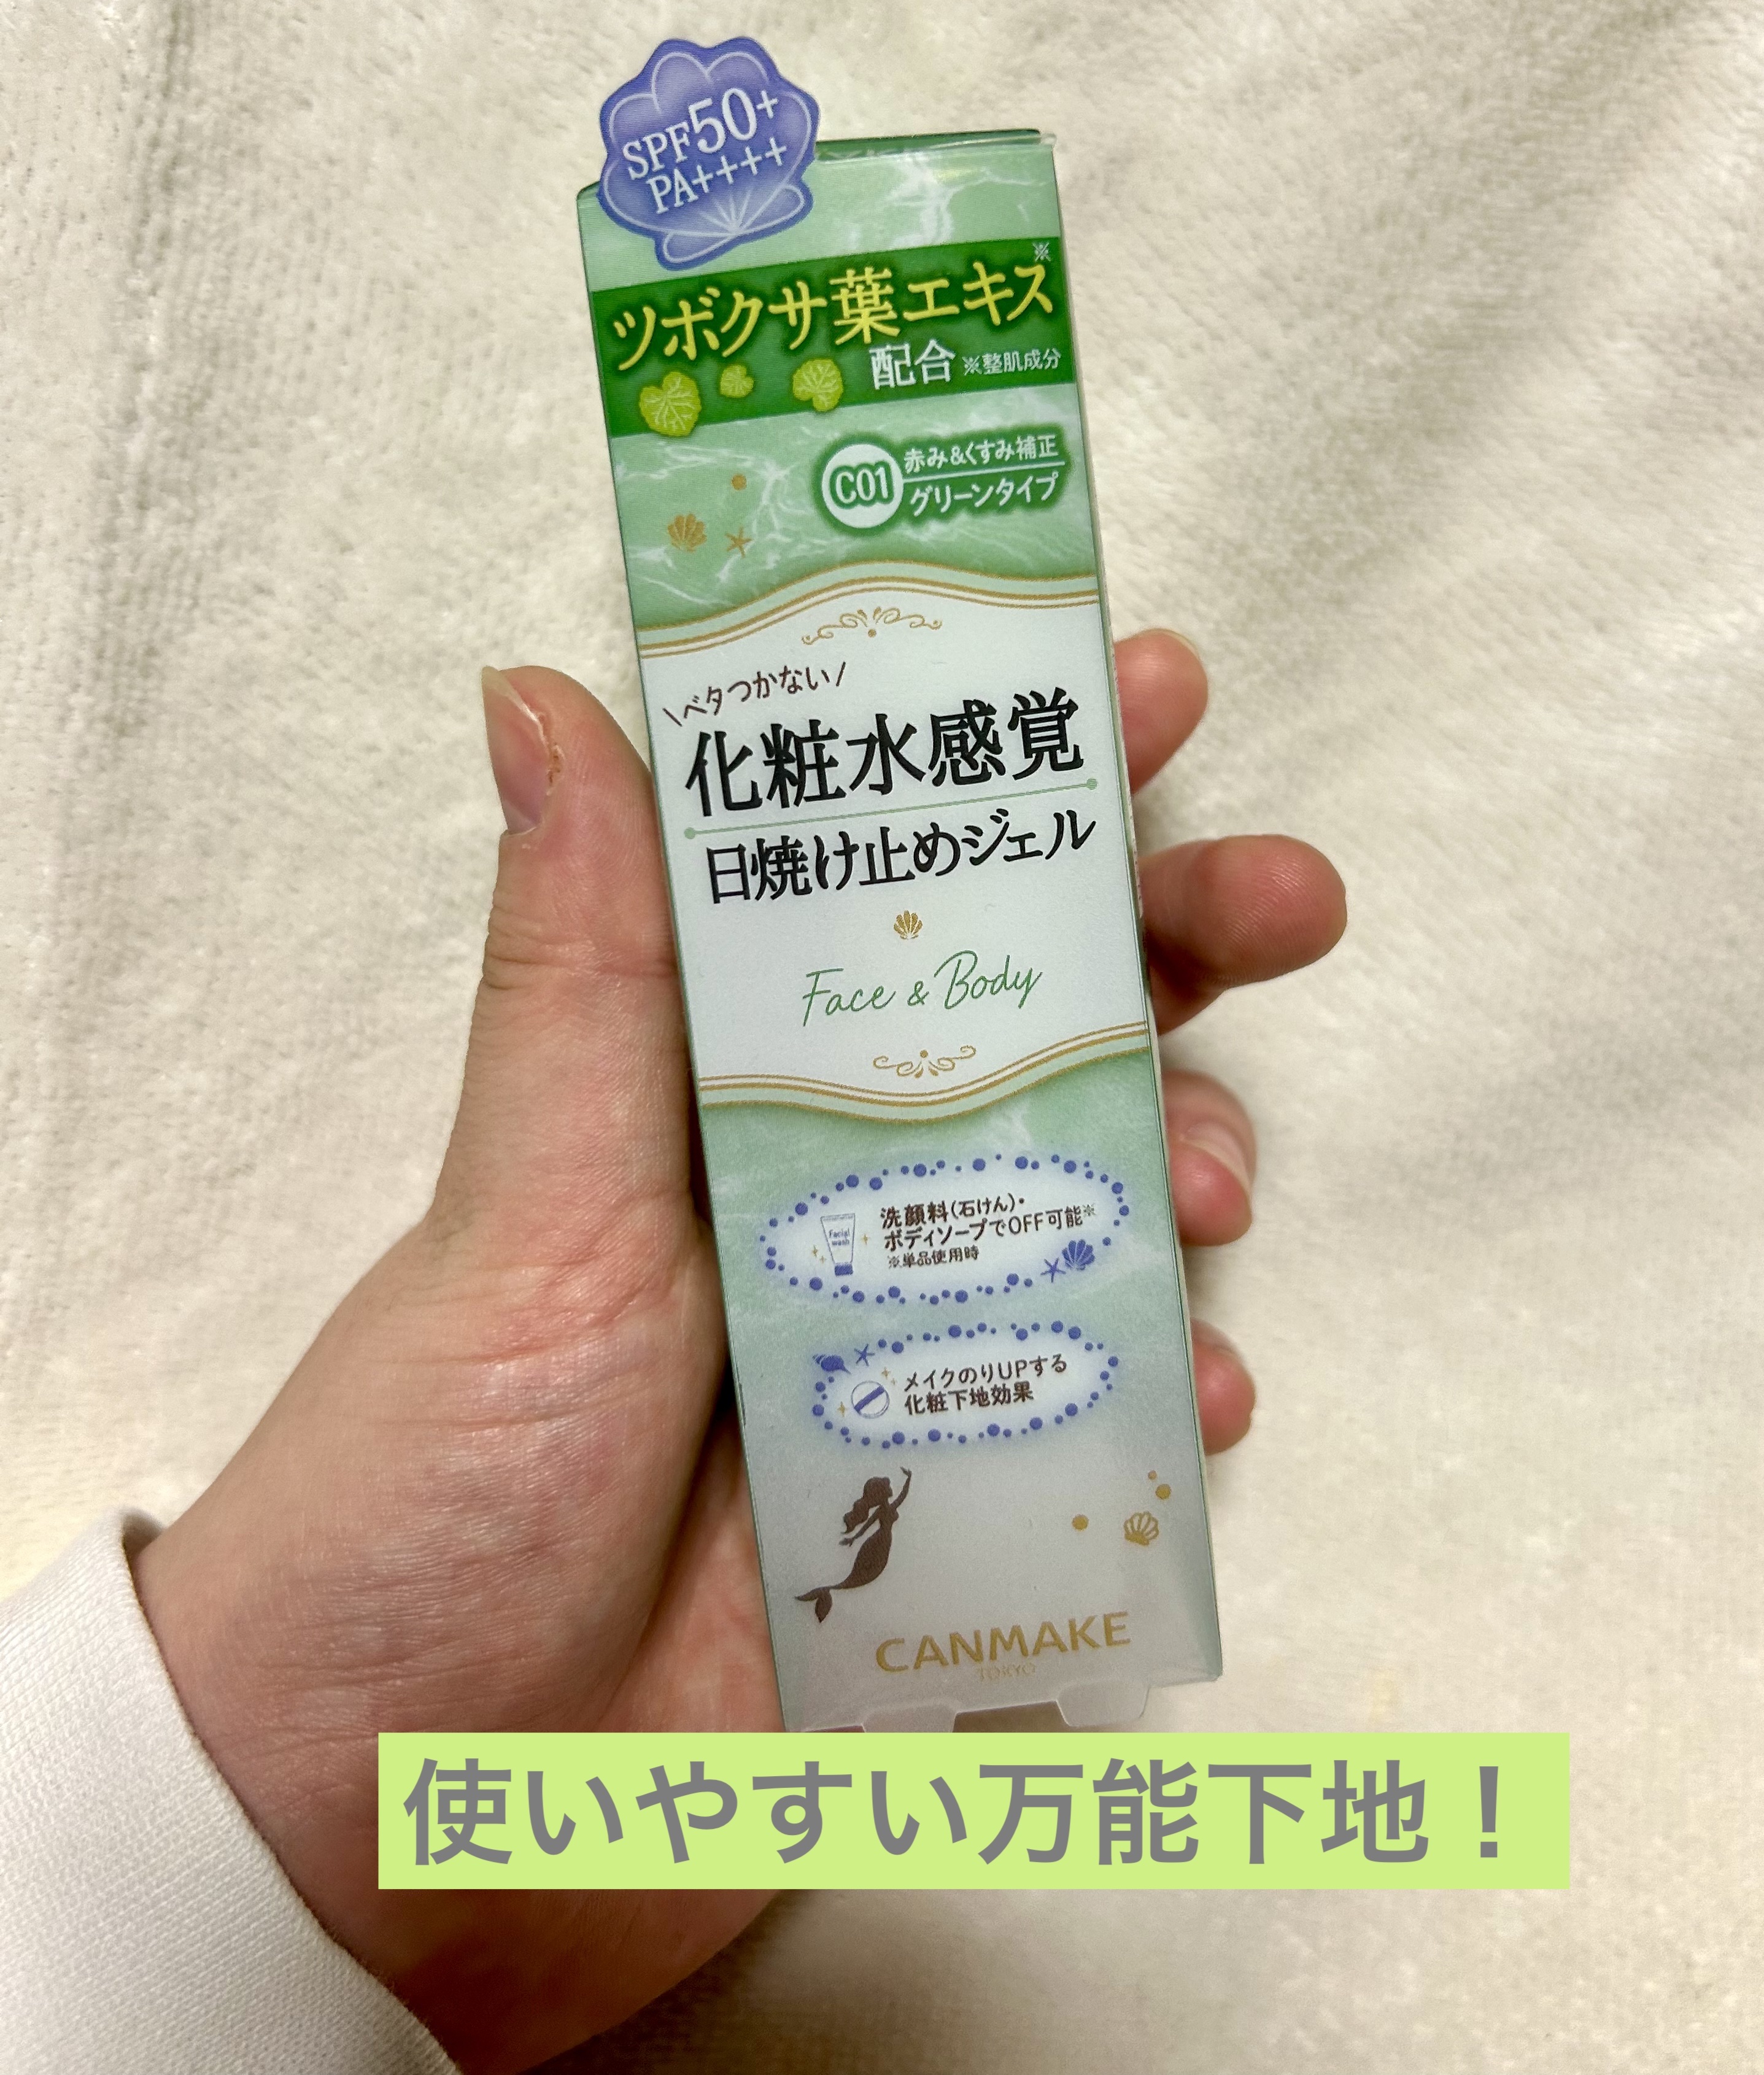 SPF50+
PA++++
ツボクサ葉エキス※
配合 ※整肌成分
C01
赤み&くすみ補正
グリーンタイプ
\ベタつかない/
化粧水感覚
日焼け止めジェル
Face & Body
Facial
wash
洗顔料(石けん)・
ボディソープでOFF可能※
※単品使用時
メイクのりUPする
化粧下地効果
CANMAKE
TOKYO
使いやすい万能下地！